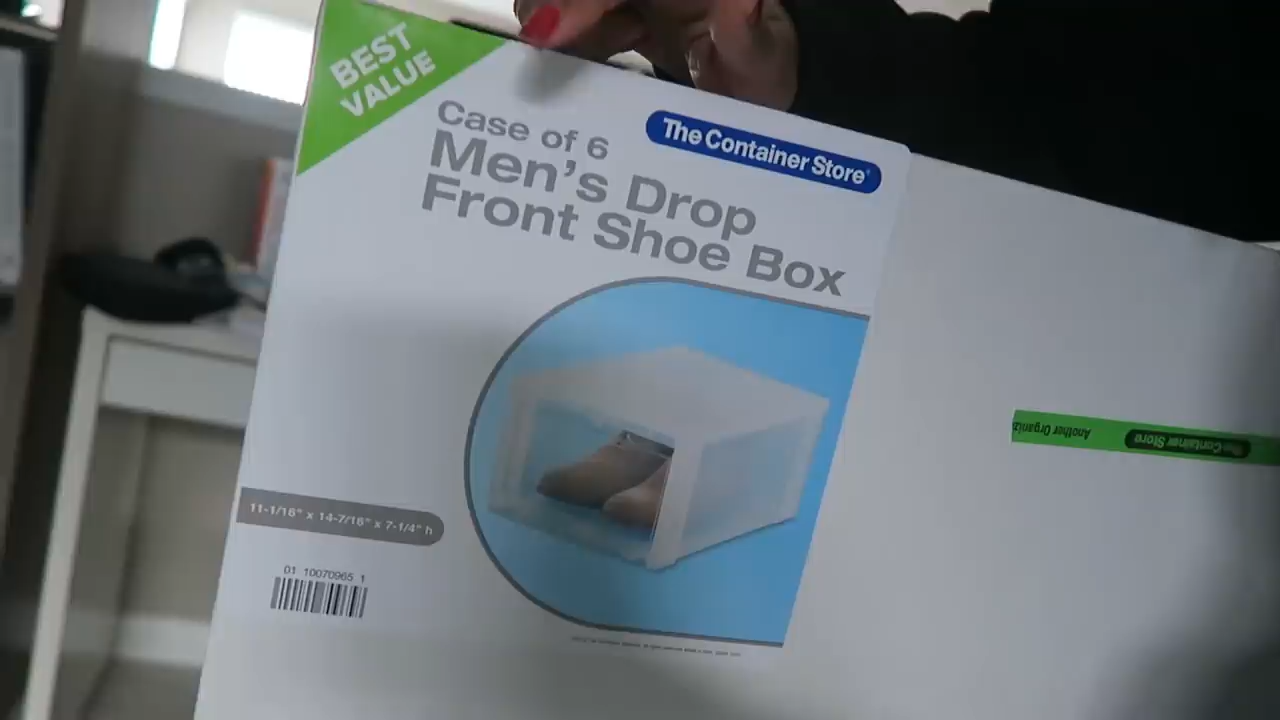 BEST
VALUE
Case of 6
Men's Drop
Front Shoe Box
The Container Store®
11-1/16" x 14-7/16" x 7-1/4" h
01 10070965 1
The Container Store
Another Organiz